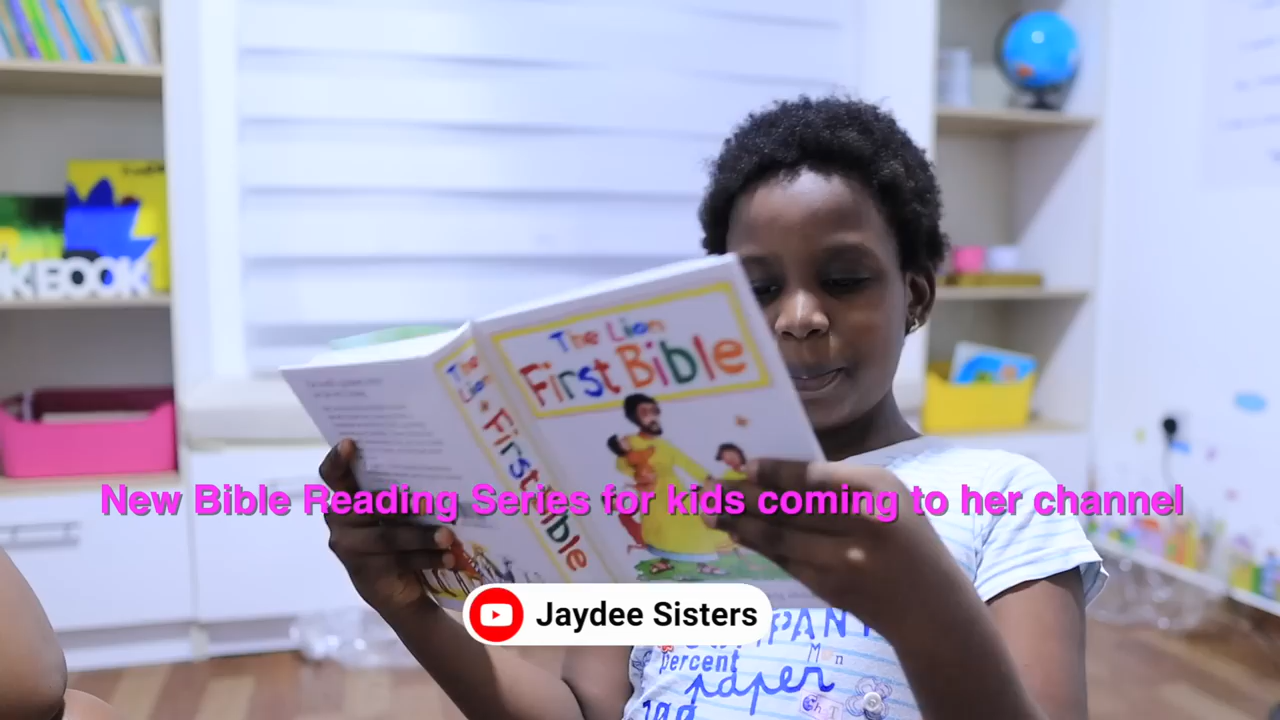 K BOOK
The Lion
First Bible
The Lion First Bible
New Bible Reading Series for kids coming to her channel
Jaydee Sisters
percent
paper
100